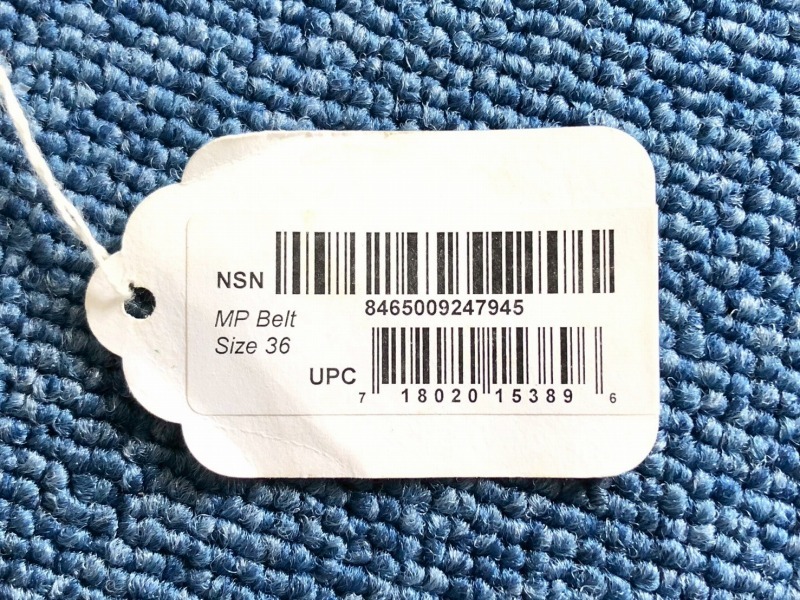 NSN
8465009247945
MP Belt
Size 36
UPC
7 18020 15389 6